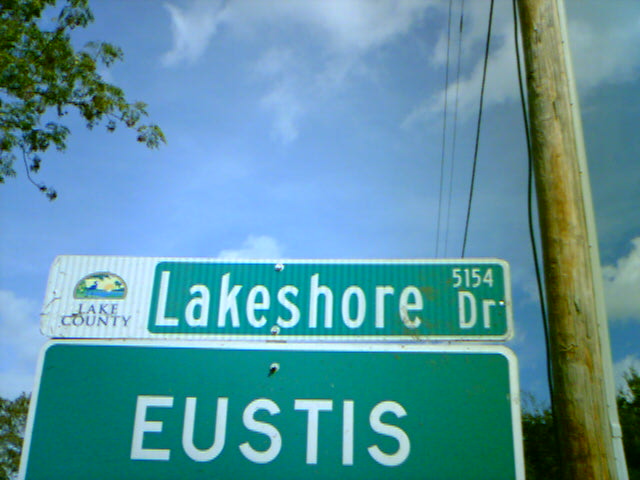 LAKE
COUNTY
Lakeshore Dr 5154
EUSTIS